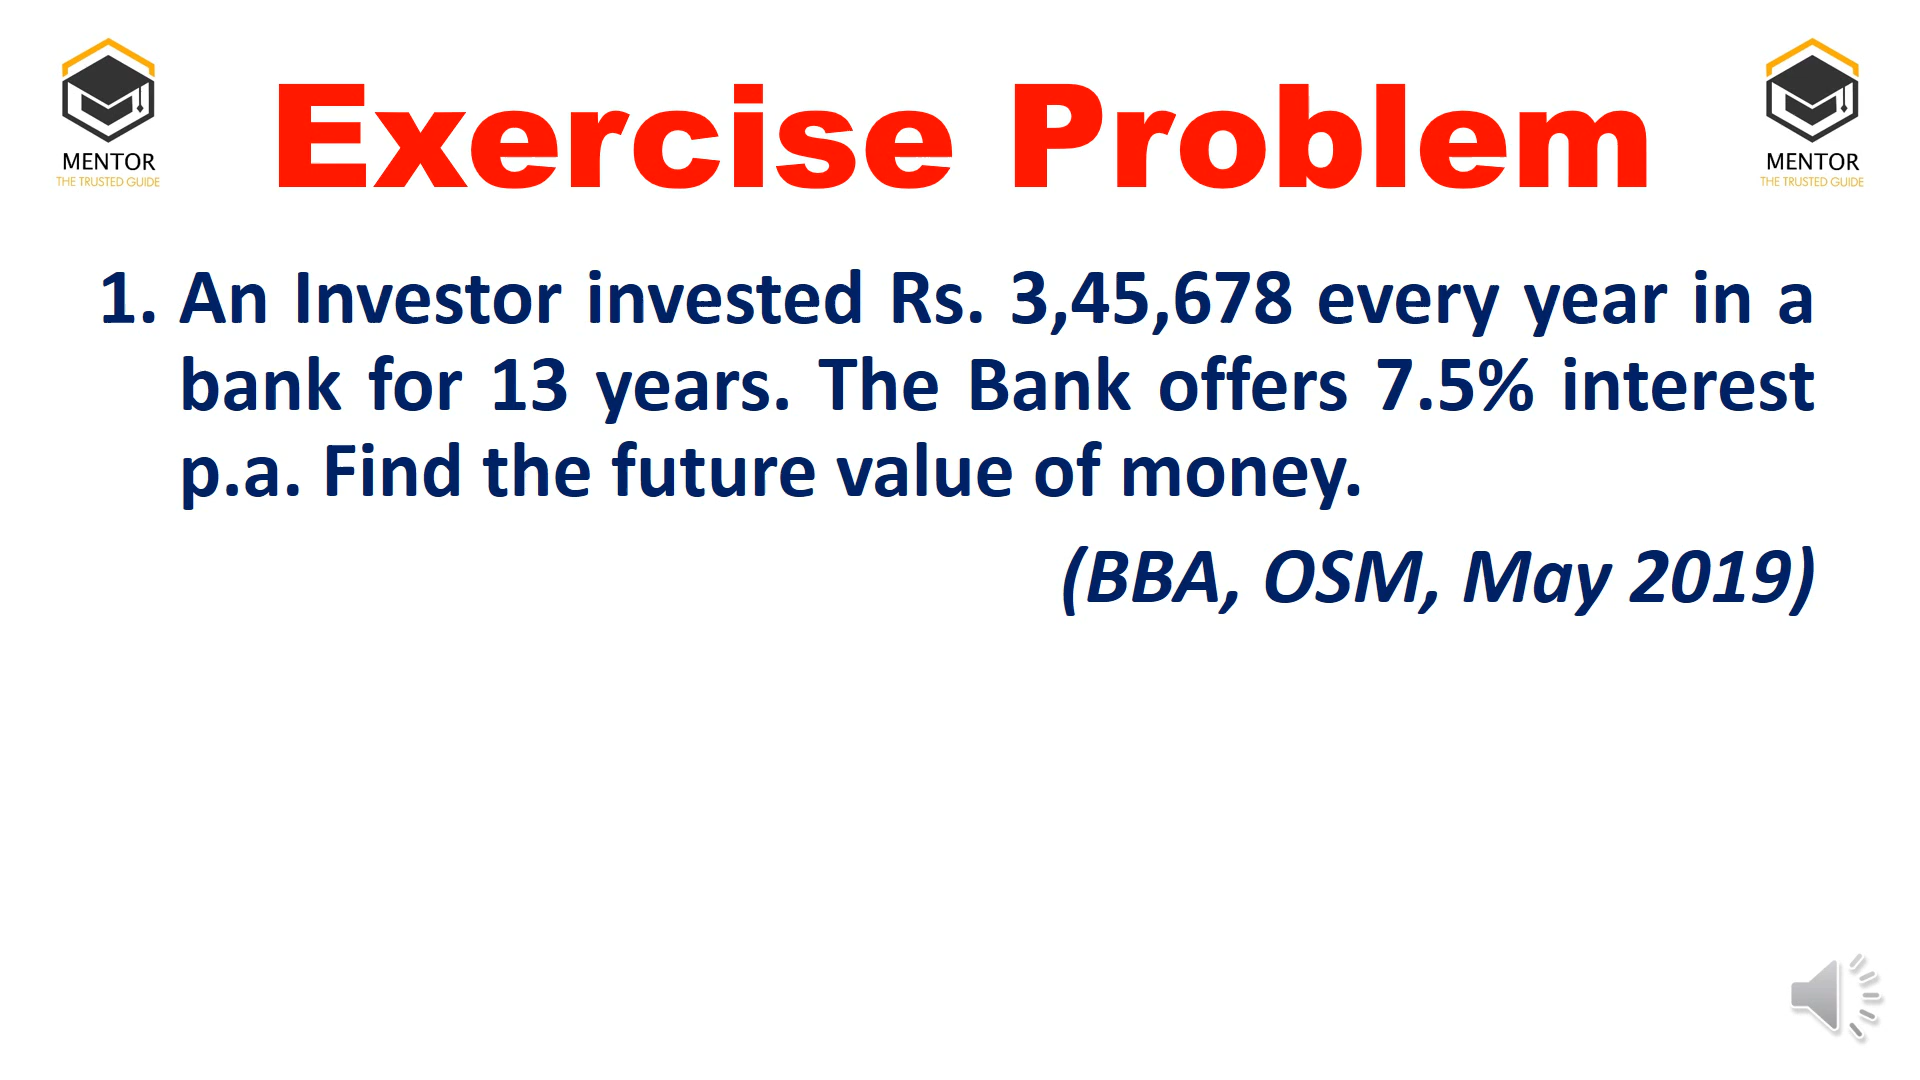 MENTOR
THE TRUSTED GUIDE
Exercise Problem
MENTOR
THE TRUSTED GUIDE
1. An Investor invested Rs. 3,45,678 every year in a
bank for 13 years. The Bank offers 7.5% interest
p.a. Find the future value of money.
(BBA, OSM, May 2019)